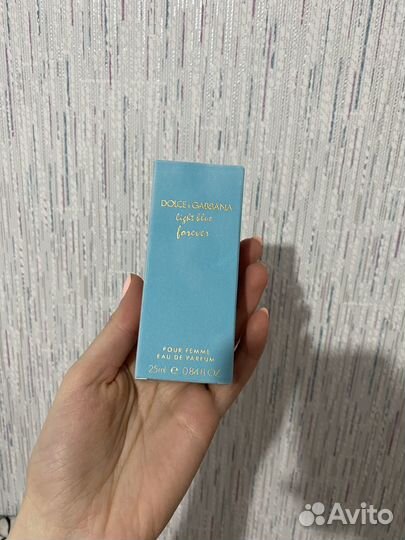 DOLCE & GABBANA
light blue
forever
POUR FEMME
EAU DE PARFUM
25ml ℮ 0.84 fl OZ
Avito